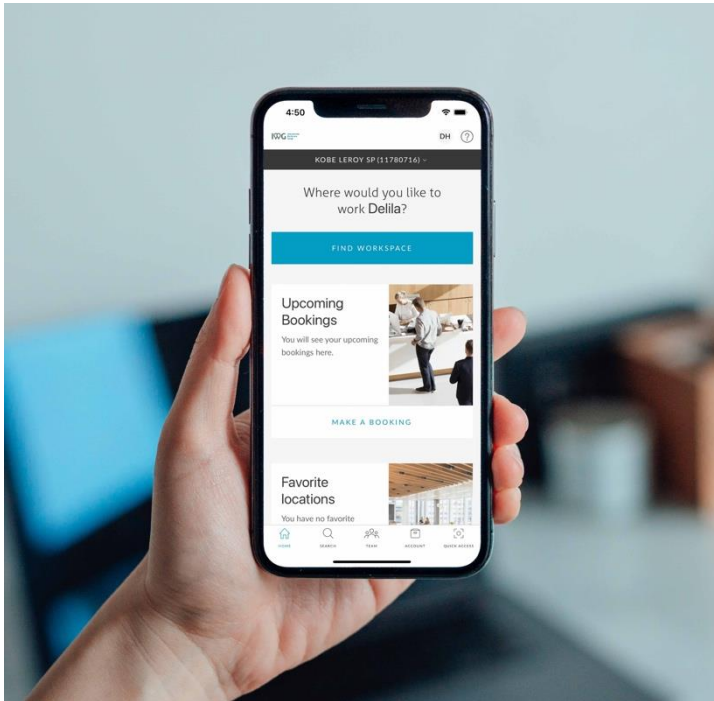 4:50
IWG
DH ?
KOBE LEROY SP (11780716)
Where would you like to
work Delila?
FIND WORKSPACE
Upcoming
Bookings
You will see your upcoming
bookings here.
MAKE A BOOKING
Favorite
locations
You have no favorite
HOME SEARCH TEAM ACCOUNT QUICK ACCESS